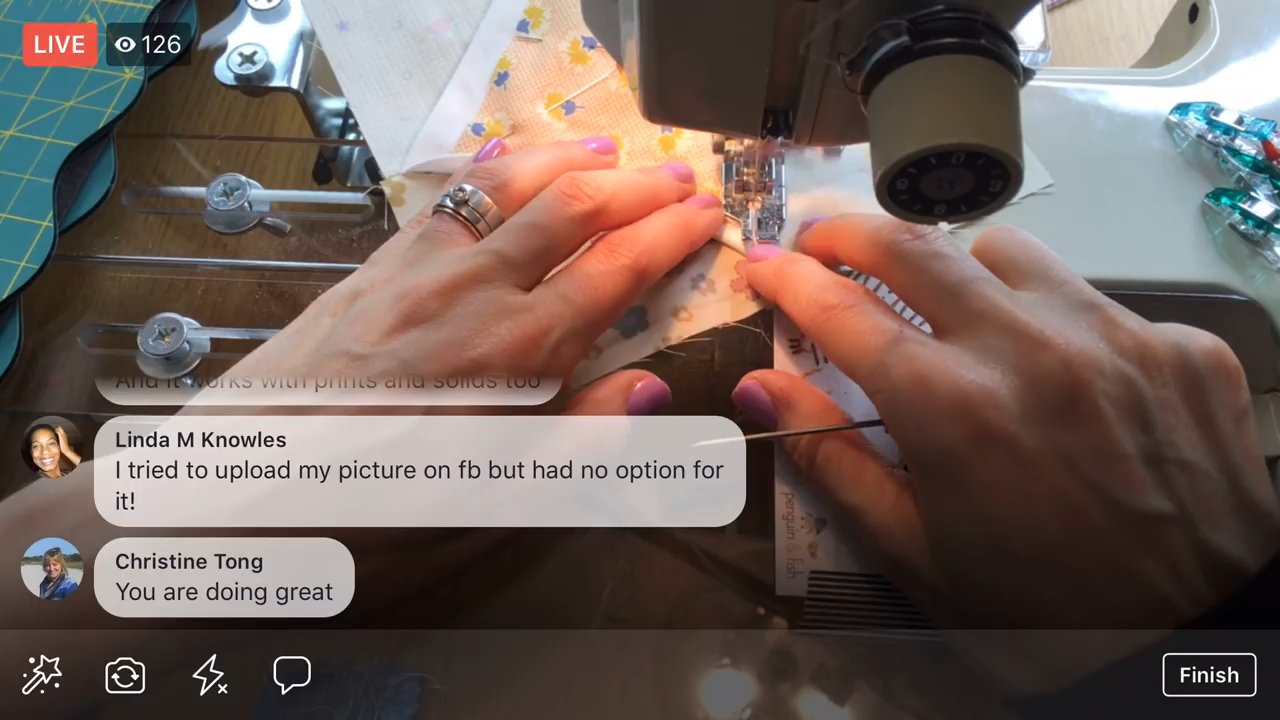 LIVE
126
And it works with prints and solids too
Linda M Knowles
I tried to upload my picture on fb but had no option for
it!
Christine Tong
You are doing great
penguin & fish
Finish